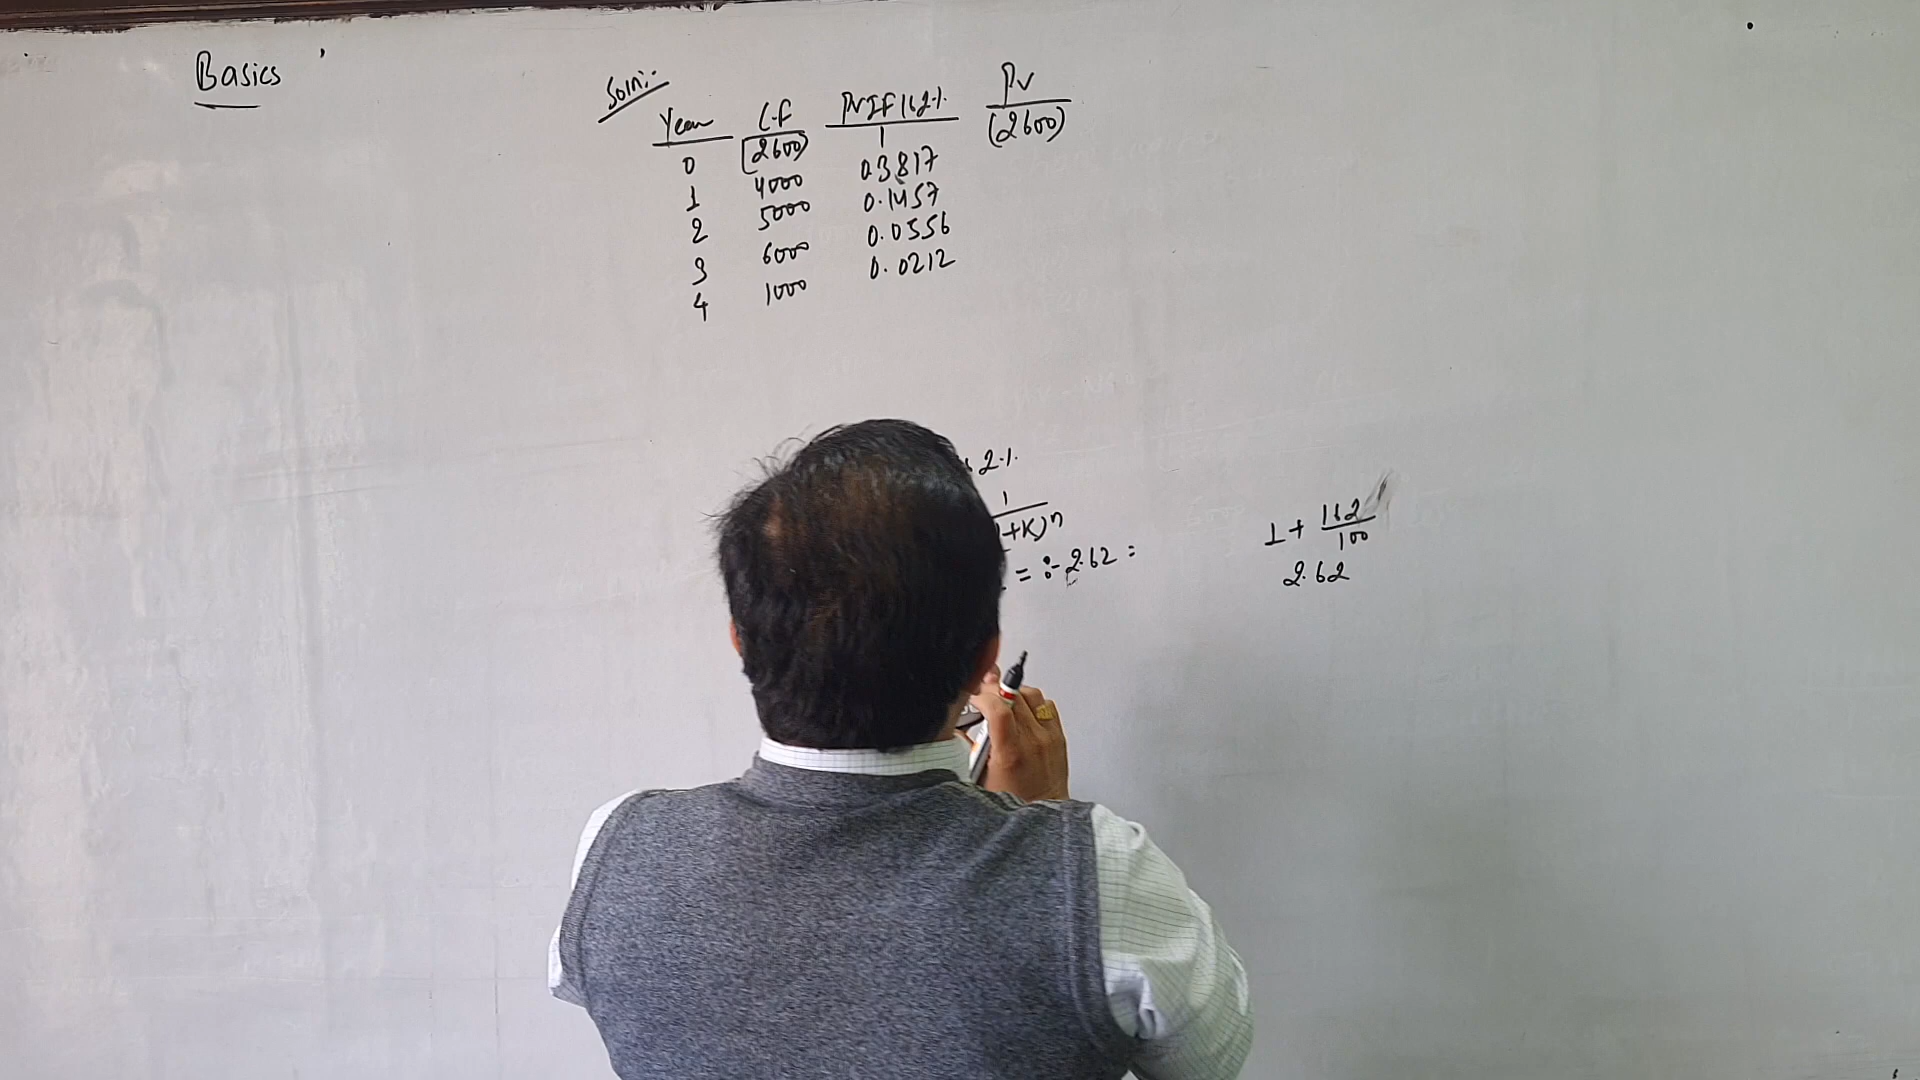 Basics
Soln:-
Year C.F PVIF 162% PV
0 (2600) 1 (2600)
1 4000 0.3817
2 5000 0.1457
3 6000 0.0556
4 1000 0.0212
2%
1
+K)ⁿ
= ÷ 2.62 =
1 + 162/100
2.62